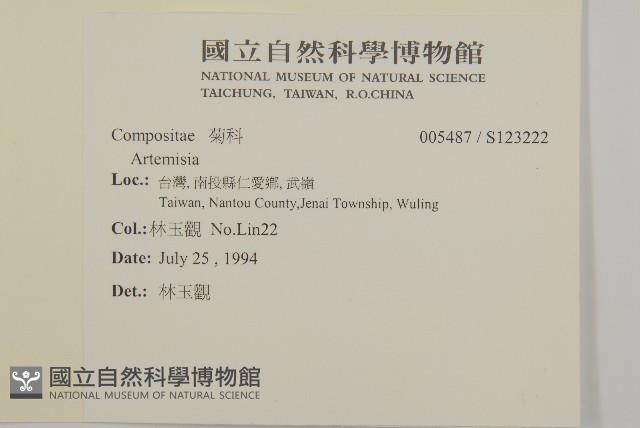 國立自然科學博物館
NATIONAL MUSEUM OF NATURAL SCIENCE
TAICHUNG, TAIWAN, R.O.CHINA
Compositae 菊科 005487 / S123222
Artemisia
Loc.: 台灣, 南投縣仁愛鄉, 武嶺
Taiwan, Nantou County,Jenai Township, Wuling
Col.:林玉觀 No.Lin22
Date: July 25 , 1994
Det.: 林玉觀
國立自然科學博物館
NATIONAL MUSEUM OF NATURAL SCIENCE